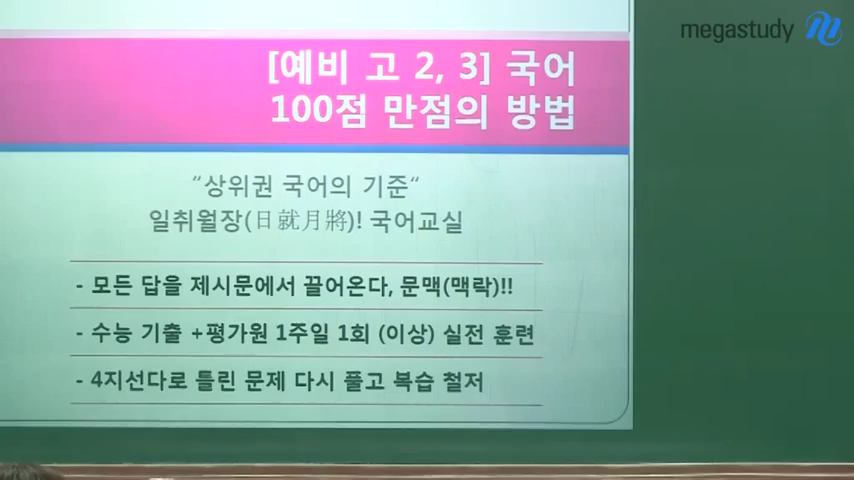 megastudy
[예비 고 2, 3] 국어
100점 만점의 방법
"상위권 국어의 기준"
일취월장(日就月將)! 국어교실
- 모든 답을 제시문에서 끌어온다, 문맥(맥락)!!
- 수능 기출 +평가원 1주일 1회 (이상) 실전 훈련
- 4지선다로 틀린 문제 다시 풀고 복습 철저